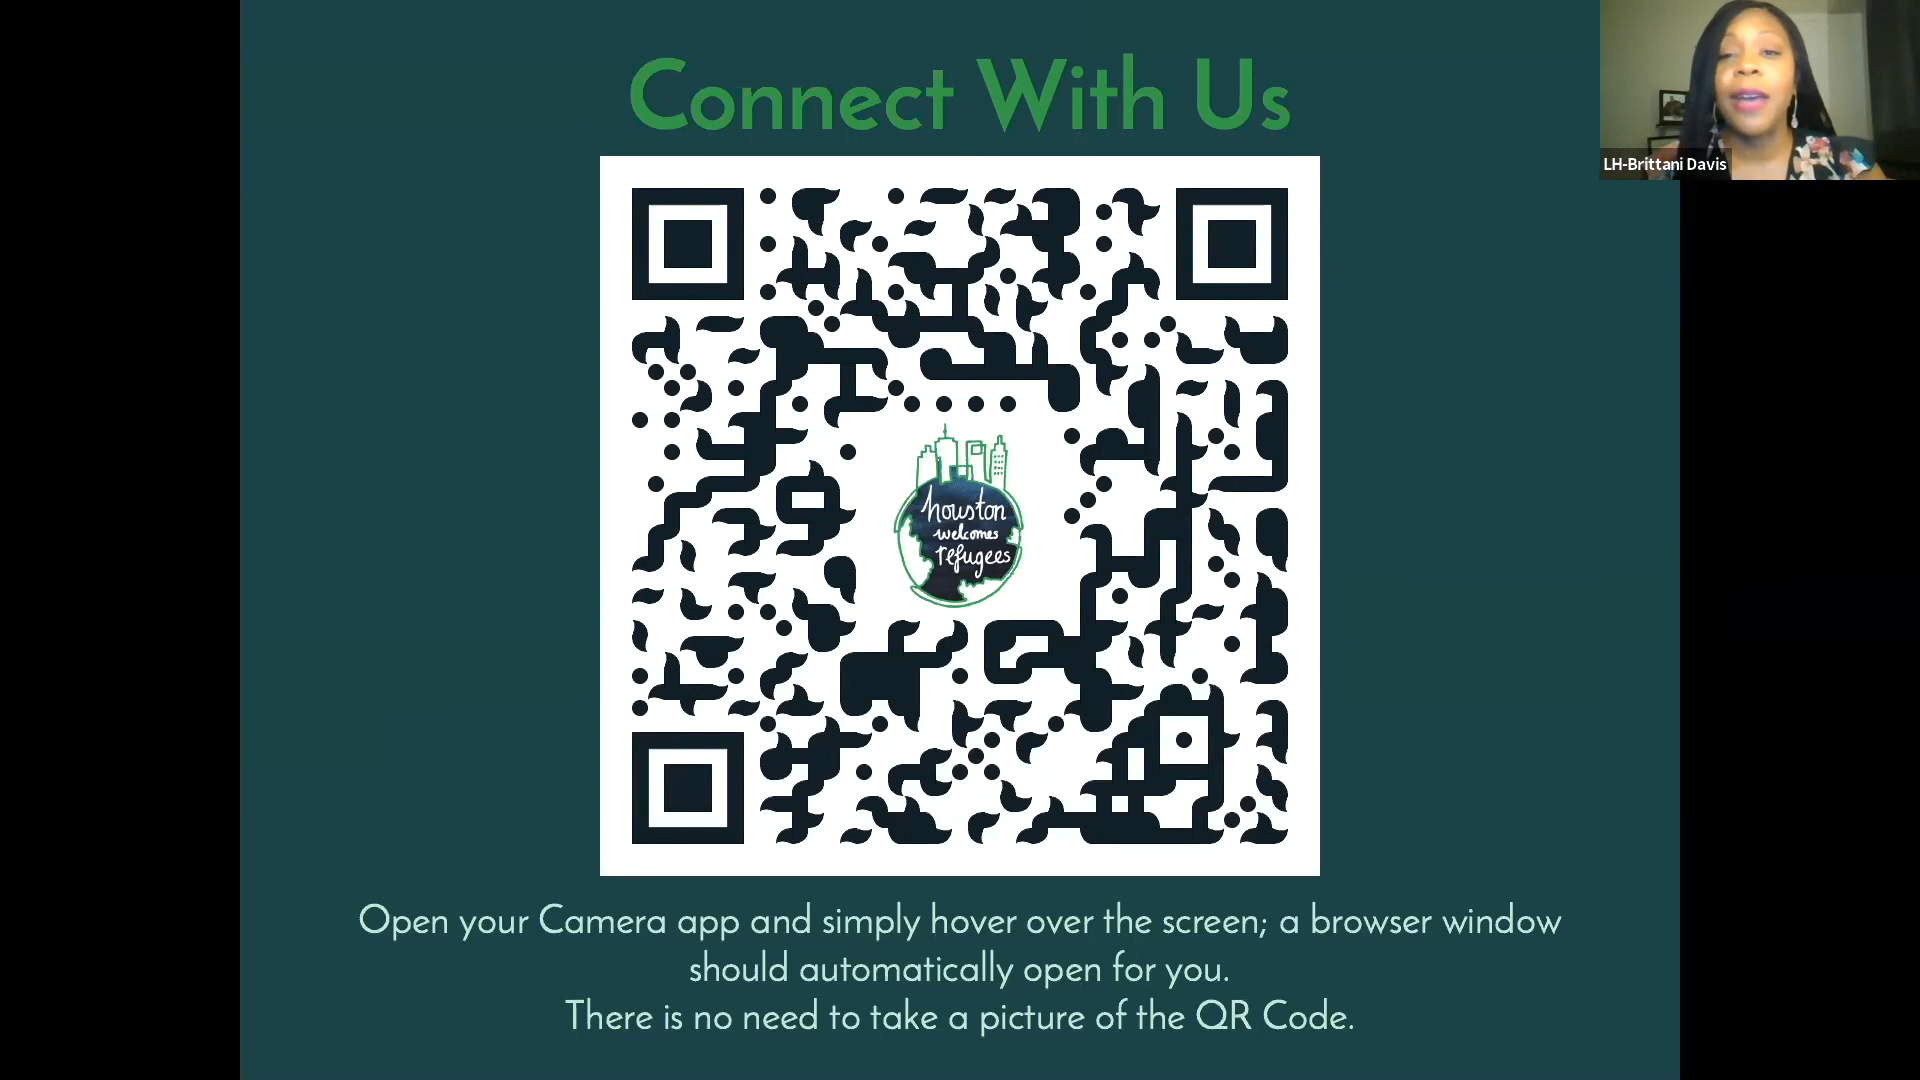 Connect With Us
LH-Brittani Davis
houston
welcomes
refugees
Open your Camera app and simply hover over the screen; a browser window
should automatically open for you.
There is no need to take a picture of the QR Code.